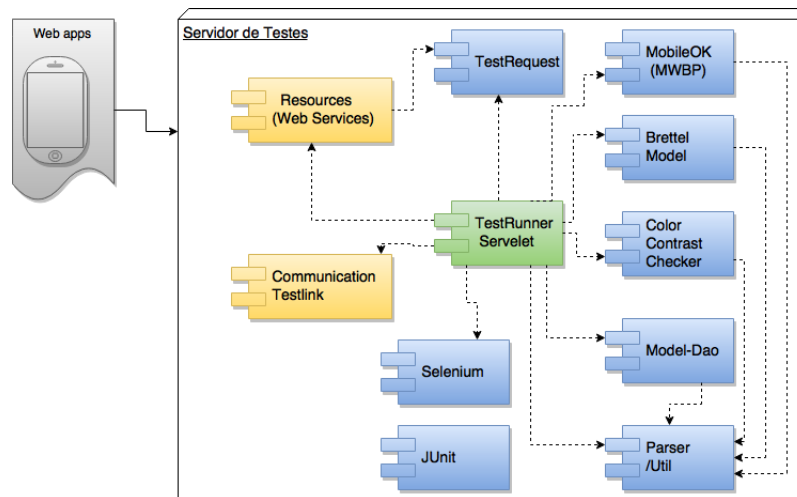 Web apps
Servidor de Testes
TestRequest
MobileOK
(MWBP)
Resources
(Web Services)
Brettel
Model
TestRunner
Servelet
Color
Contrast
Checker
Communication
Testlink
Model-Dao
Selenium
JUnit
Parser
/Util